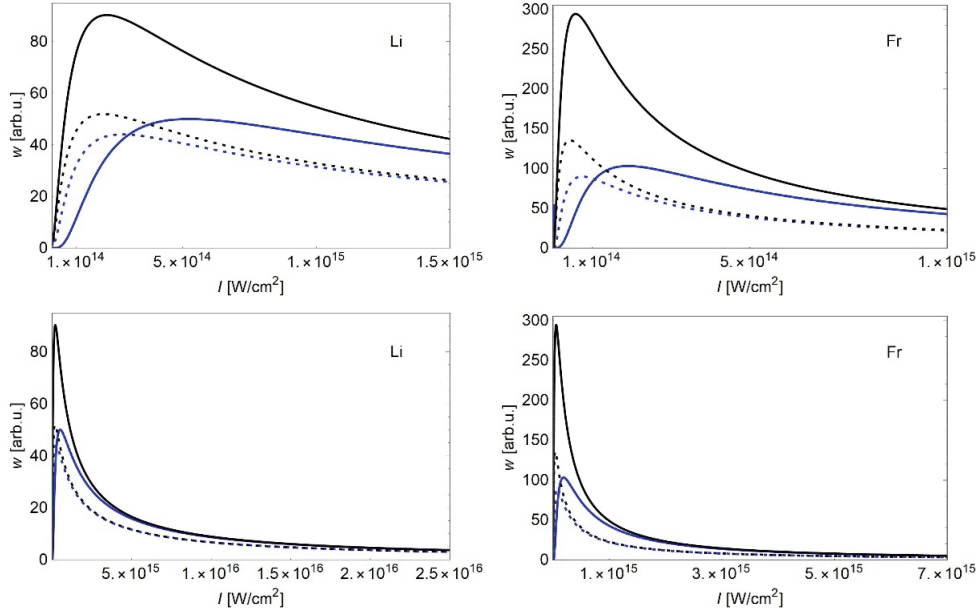 w [arb.u.]
80
60
40
20
0
Li
1.×10¹⁴ 5.×10¹⁴ 1.×10¹⁵ 1.5×10¹⁵
I [W/cm²]
w [arb.u.]
300
250
200
150
100
50
0
Fr
1.×10¹⁴ 5.×10¹⁴ 1.×10¹⁵
I [W/cm²]
w [arb.u.]
80
60
40
20
0
Li
5.×10¹⁵ 1.×10¹⁶ 1.×10¹⁶ 2.×10¹⁶ 2.5×10¹⁶
I [W/cm²]
w [arb.u.]
300
250
200
150
100
50
0
Fr
1.×10¹⁵ 3.×10¹⁵ 5.×10¹⁵ 7.×10¹⁵
I [W/cm²]